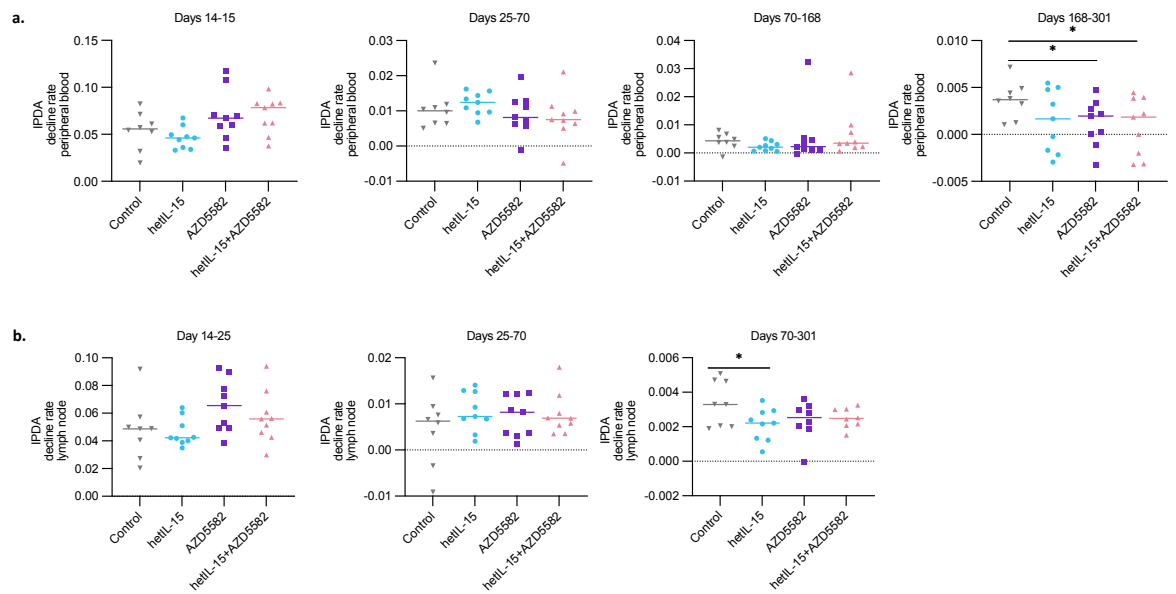 a.
Days 14-15
IPDA
decline rate
peripheral blood
0.15
0.10
0.05
0.00
Control
hetIL-15
AZD5582
hetIL-15+AZD5582
Days 25-70
IPDA
decline rate
peripheral blood
0.03
0.02
0.01
0.00
-0.01
Control
hetIL-15
AZD5582
hetIL-15+AZD5582
Days 70-168
IPDA
decline rate
peripheral blood
0.04
0.03
0.02
0.01
0.00
-0.01
Control
hetIL-15
AZD5582
hetIL-15+AZD5582
Days 168-301
IPDA
decline rate
peripheral blood
0.010
0.005
0.000
-0.005
*
*
Control
hetIL-15
AZD5582
hetIL-15+AZD5582
b.
Day 14-25
IPDA
decline rate
lymph node
0.10
0.08
0.06
0.04
0.02
0.00
Control
hetIL-15
AZD5582
hetIL-15+AZD5582
Days 25-70
IPDA
decline rate
lymph node
0.02
0.01
0.00
-0.01
Control
hetIL-15
AZD5582
hetIL-15+AZD5582
Days 70-301
IPDA
decline rate
lymph node
0.006
0.004
0.002
0.000
-0.002
*
Control
hetIL-15
AZD5582
hetIL-15+AZD5582